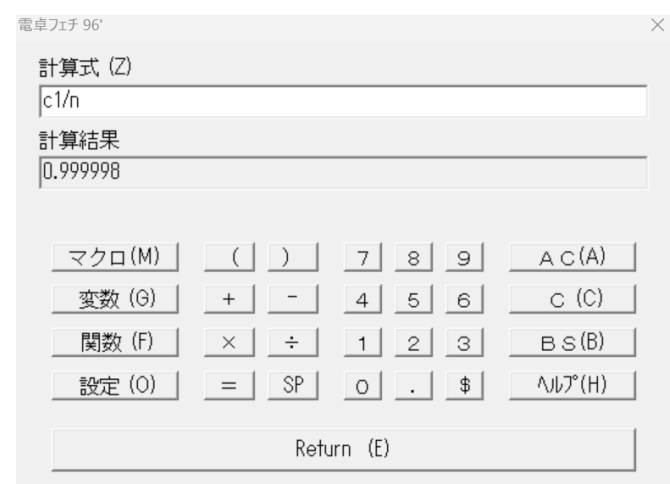 電卓ﾌｪﾁ 96'
計算式 (Z)
c1/n
計算結果
0.999998
マクロ(M) ( ) 7 8 9 ＡＣ(A)
変数 (G) + - 4 5 6 Ｃ (C)
関数 (F) × ÷ 1 2 3 ＢＳ(B)
設定 (O) = SP 0 . $ ﾍﾙﾌﾟ(H)
Return (E)